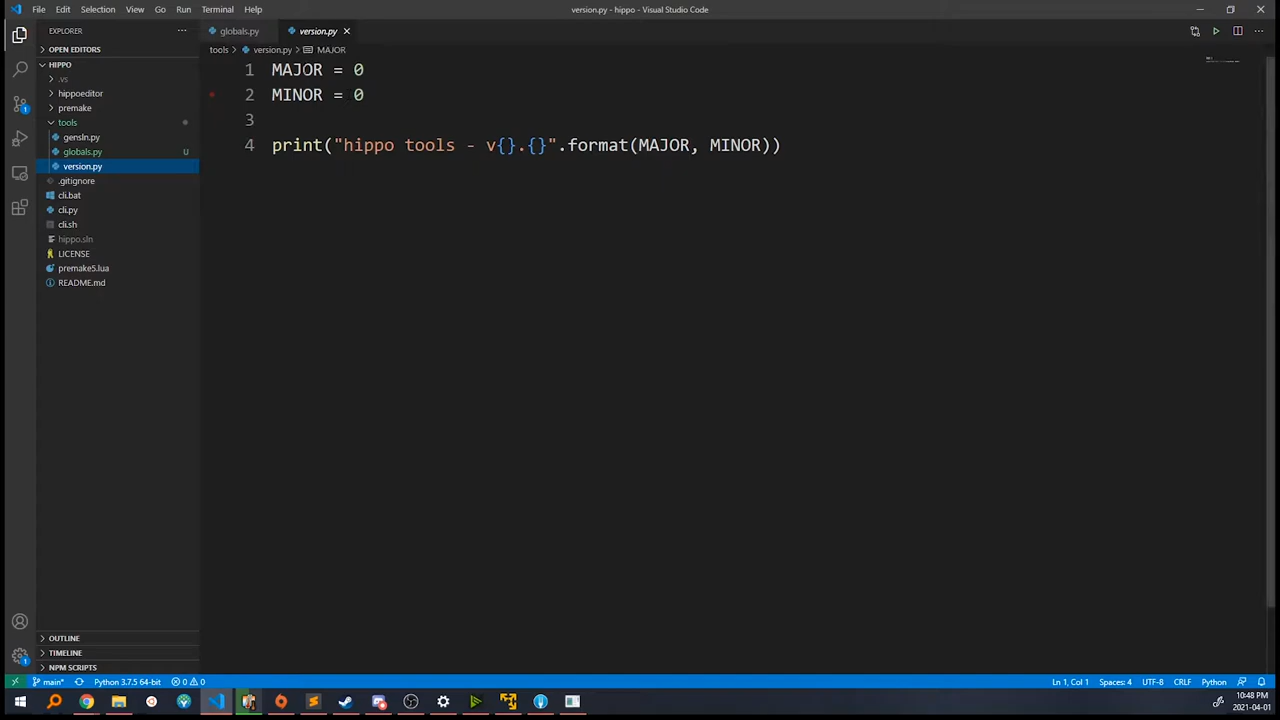 File Edit Selection View Go Run Terminal Help
version.py - hippo - Visual Studio Code
EXPLORER
globals.py
version.py
tools > version.py > MAJOR
OPEN EDITORS
HIPPO
.vs
hippoeditor
premake
tools
gensln.py
globals.py U
version.py
.gitignore
cli.bat
cli.py
cli.sh
hippo.sln
LICENSE
premake5.lua
README.md
1 MAJOR = 0
2 MINOR = 0
3
4 print("hippo tools - v{}.{}".format(MAJOR, MINOR))
OUTLINE
TIMELINE
NPM SCRIPTS
1
1
main* Python 3.7.5 64-bit 0 0
Ln 1, Col 1 Spaces: 4 UTF-8 CRLF Python
10:48 PM
2021-04-01